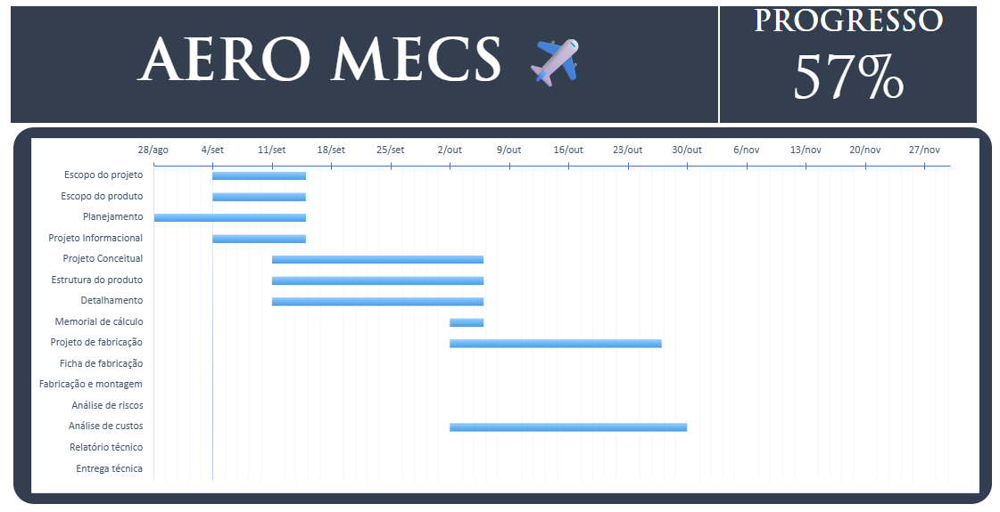 AERO MECS
PROGRESSO
57%
28/ago 4/set 11/set 18/set 25/set 2/out 9/out 16/out 23/out 30/out 6/nov 13/nov 20/nov 27/nov
Escopo do projeto
Escopo do produto
Planejamento
Projeto Informacional
Projeto Conceitual
Estrutura do produto
Detalhamento
Memorial de cálculo
Projeto de fabricação
Ficha de fabricação
Fabricação e montagem
Análise de riscos
Análise de custos
Relatório técnico
Entrega técnica